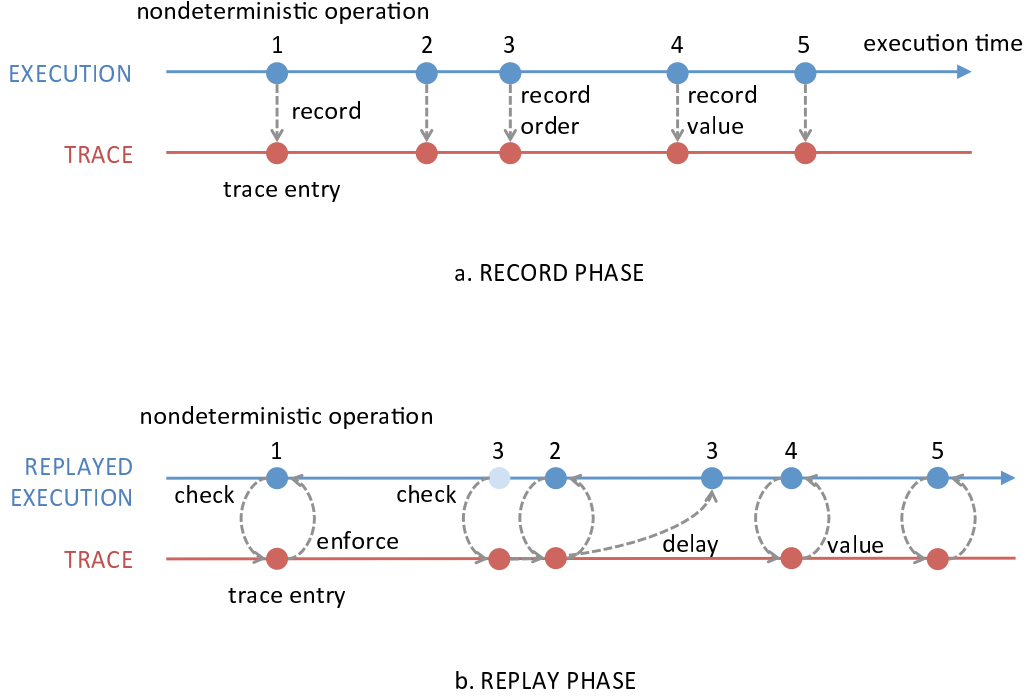 nondeterministic operation
1 2 3 4 5 execution time
EXECUTION
record
record
order
record
value
TRACE
trace entry
a. RECORD PHASE
nondeterministic operation
1 3 2 3 4 5
REPLAYED
EXECUTION
check
check
enforce
delay
value
TRACE
trace entry
b. REPLAY PHASE